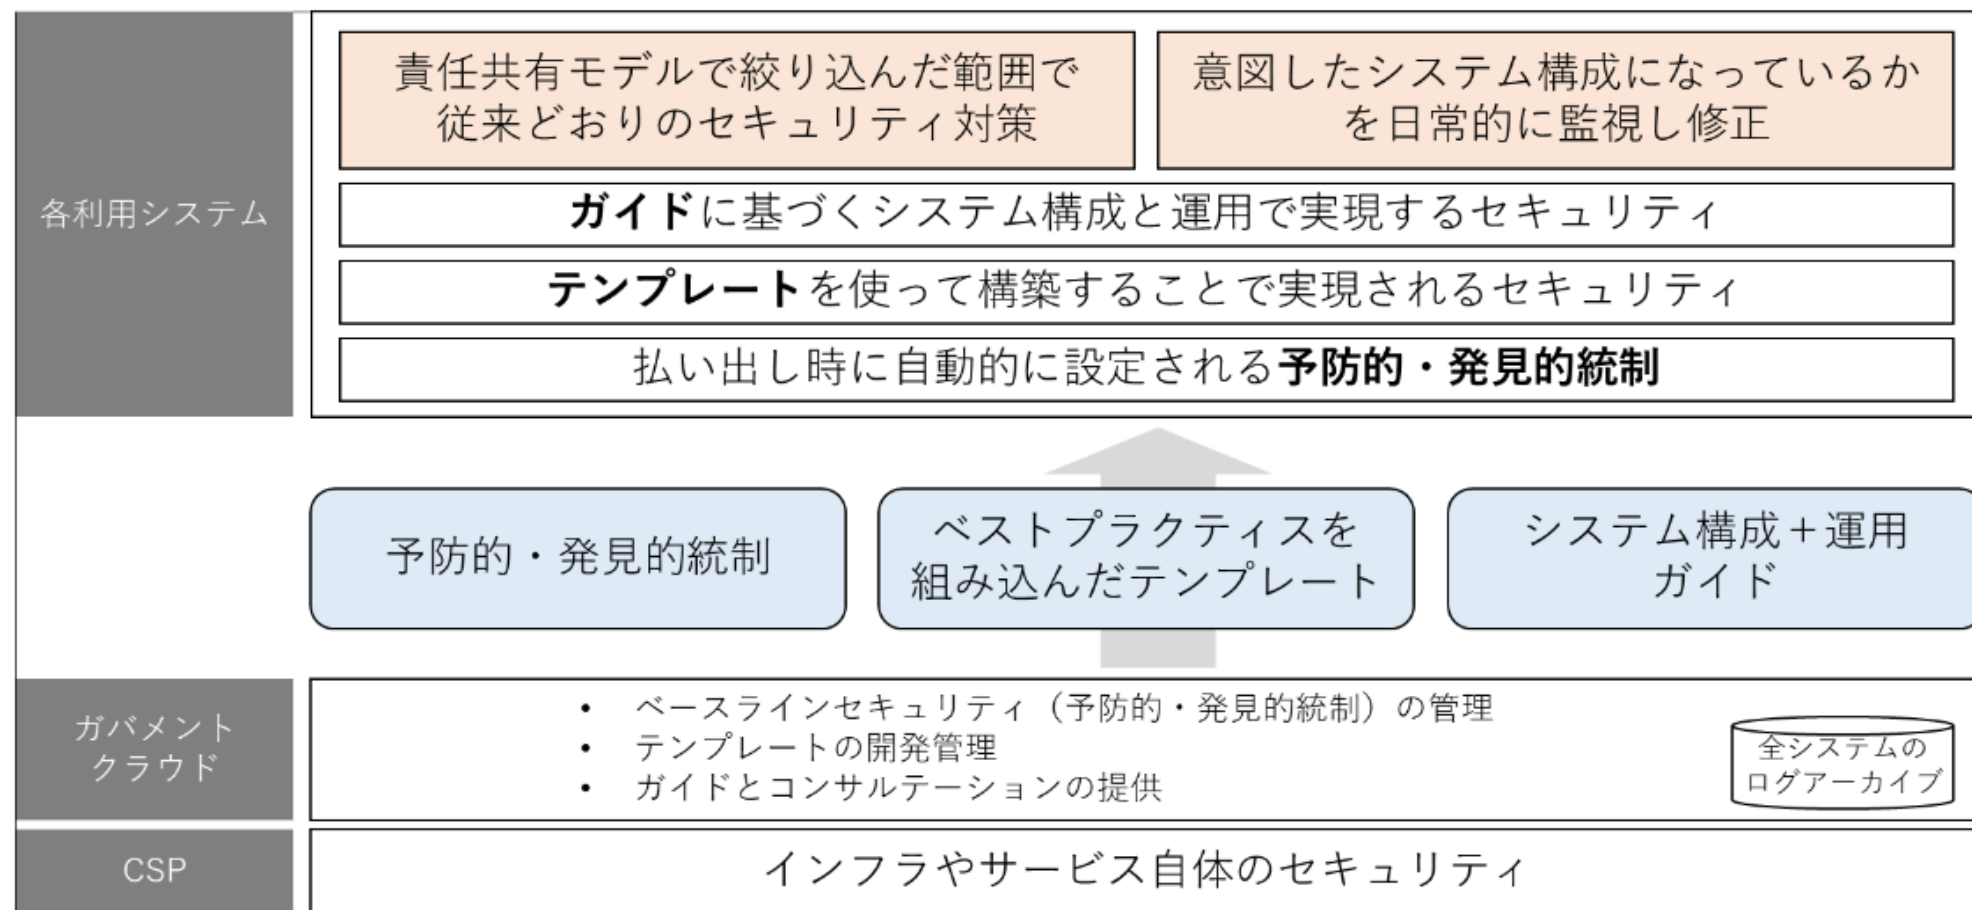 各利用システム
責任共有モデルで絞り込んだ範囲で
従来どおりのセキュリティ対策
意図したシステム構成になっているか
を日常的に監視し修正
ガイドに基づくシステム構成と運用で実現するセキュリティ
テンプレートを使って構築することで実現されるセキュリティ
払い出し時に自動的に設定される予防的・発見的統制
予防的・発見的統制
ベストプラクティスを
組み込んだテンプレート
システム構成＋運用
ガイド
ガバメント
クラウド
• ベースラインセキュリティ（予防的・発見的統制）の管理
• テンプレートの開発管理
• ガイドとコンサルテーションの提供
全システムの
ログアーカイブ
CSP
インフラやサービス自体のセキュリティ